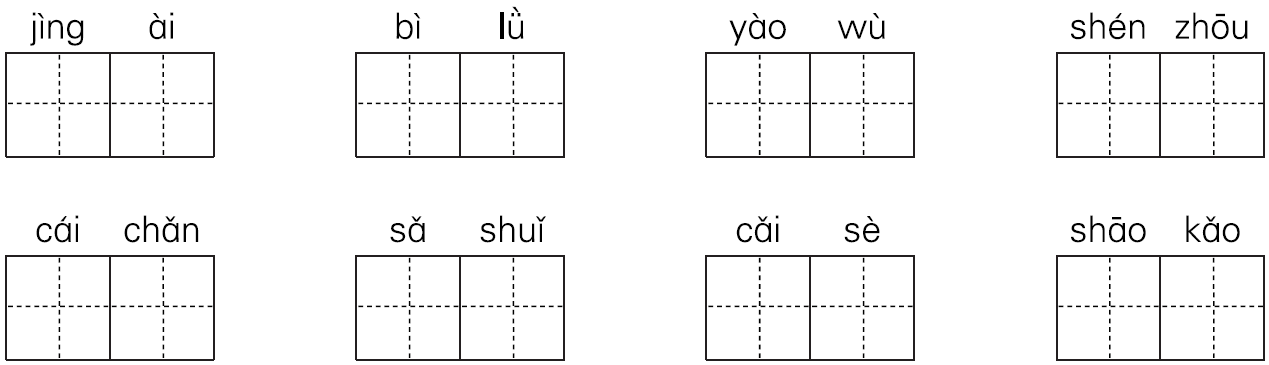 jìng ài bì lǜ yào wù shén zhōu
cái chǎn sǎ shuǐ cǎi sè shāo kǎo